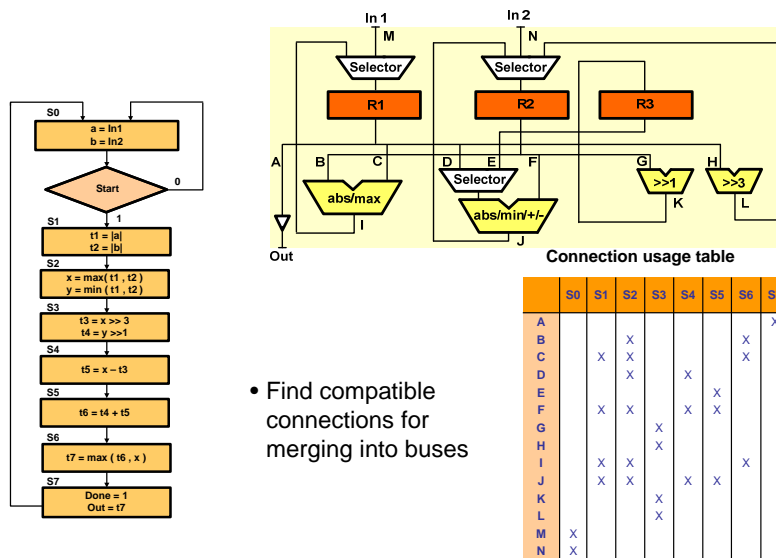 S0
a = In1
b = In2
Start
0
1
S1
t1 = |a|
t2 = |b|
S2
x = max( t1 , t2 )
y = min ( t1 , t2 )
S3
t3 = x >> 3
t4 = y >>1
S4
t5 = x – t3
S5
t6 = t4 + t5
S6
t7 = max ( t6 , x )
S7
Done = 1
Out = t7
In 1
In 2
M
N
Selector
Selector
R1
R2
R3
A
B
C
D
E
F
G
H
Selector
abs/max
abs/min/+/-
>>1
>>3
I
J
K
L
Out
• Find compatible
connections for
merging into buses
Connection usage table
S0 S1 S2 S3 S4 S5 S6
A X
B X X
C X X X
D X X
E X
F X X X X
G X
H X
I X X X
J X X X X
K X
L X
M X
N X